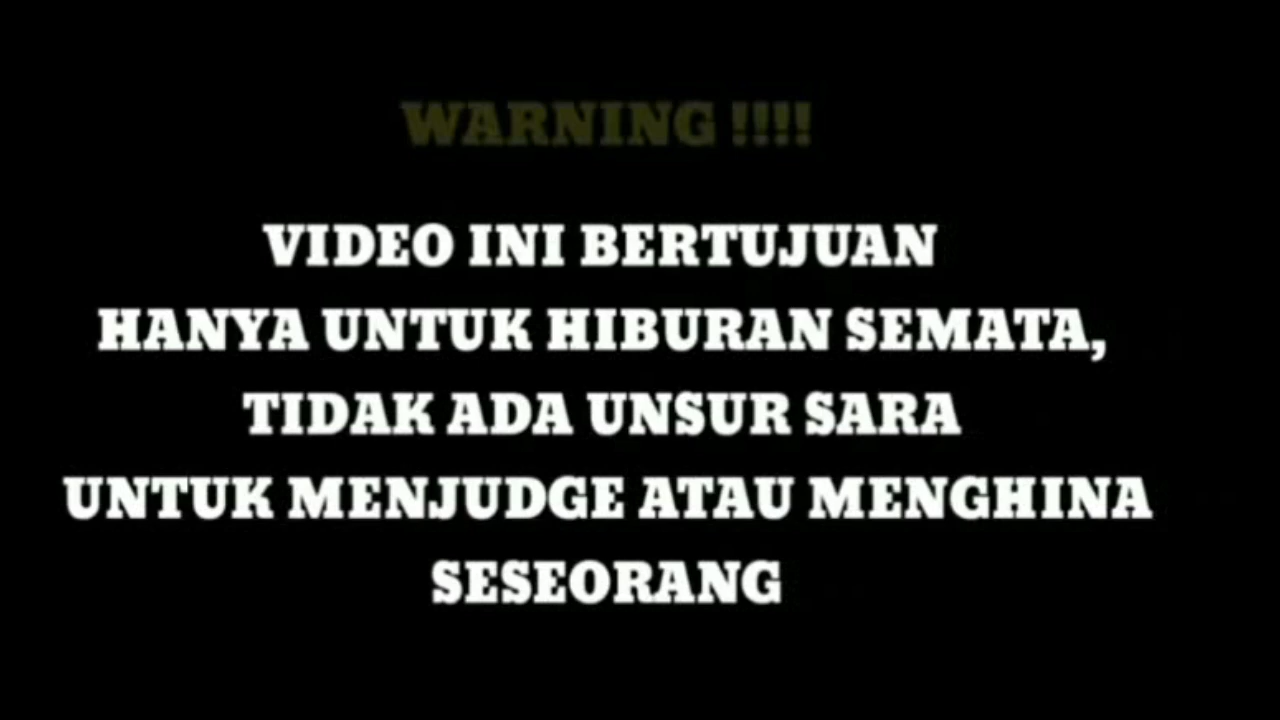 WARNING !!!!
VIDEO INI BERTUJUAN
HANYA UNTUK HIBURAN SEMATA,
TIDAK ADA UNSUR SARA
UNTUK MENJUDGE ATAU MENGHINA
SESEORANG